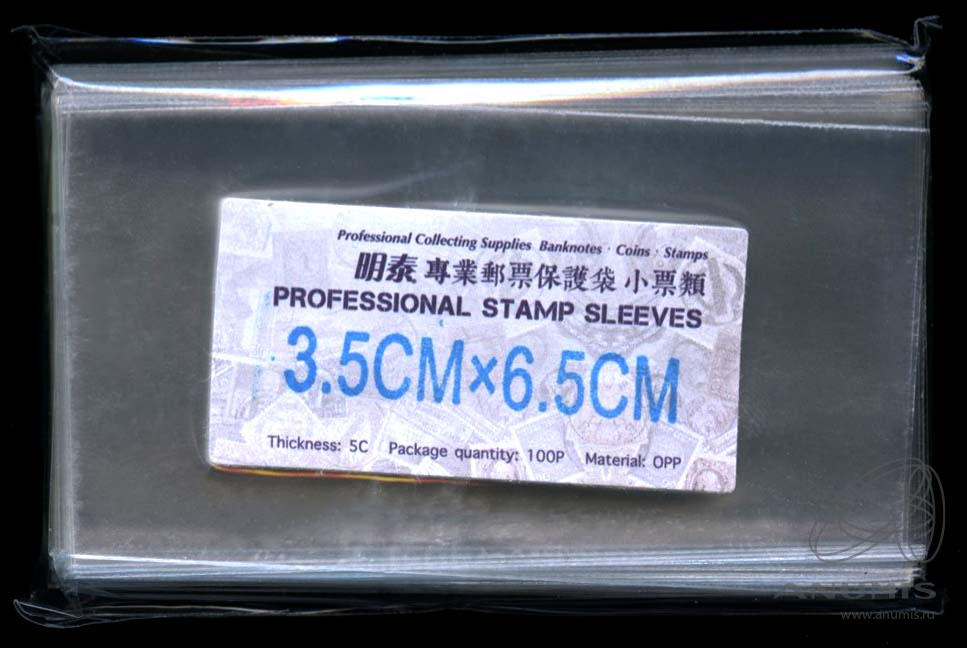 Professional Collecting Supplies Banknotes · Coins · Stamps
明泰 專業郵票保護袋 小票類
PROFESSIONAL STAMP SLEEVES
3.5CM×6.5CM
Thickness: 5C Package quantity: 100P Material: OPP
ANUMIS
www.anumis.ru